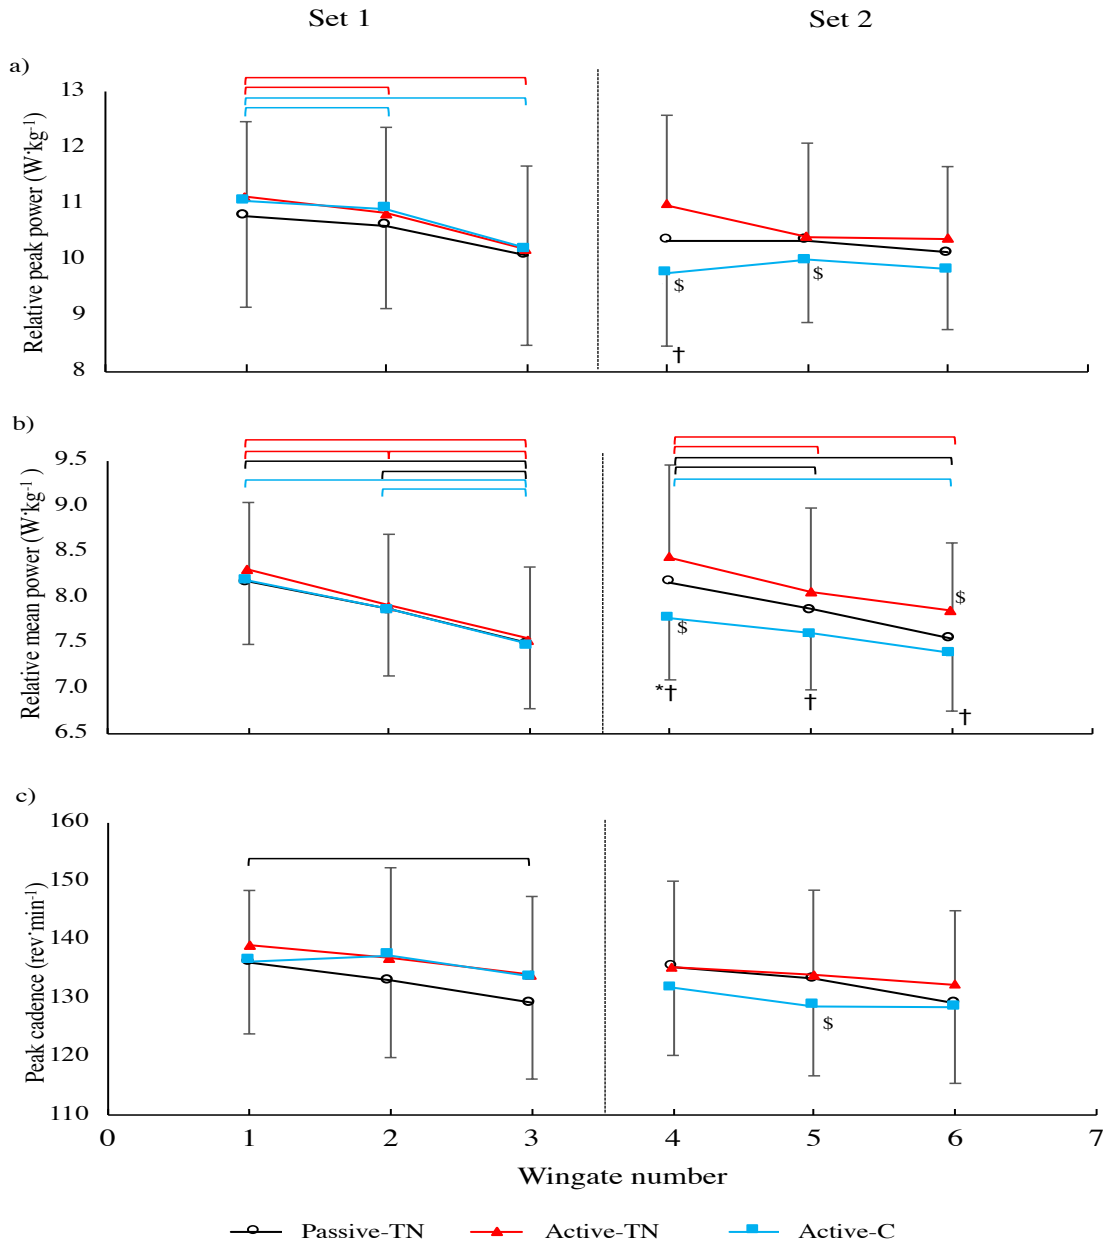 Set 1
Set 2
a)
Relative peak power (W·kg-1)
13
12
11
10
9
8
$
$
†
b)
Relative mean power (W·kg-1 )
9.5
9.0
8.5
8.0
7.5
7.0
6.5
$
$
*†
†
†
c)
Peak cadence (rev·min-1)
160
150
140
130
120
110
$
0 1 2 3 4 5 6 7
Wingate number
Passive-TN Active-TN Active-C